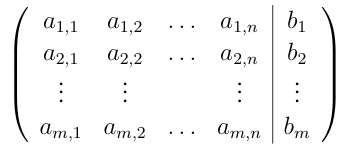 a_{1,1} a_{1,2} … a_{1,n} | b_1
a_{2,1} a_{2,2} … a_{2,n} | b_2
⋮ ⋮ ⋮ | ⋮
a_{m,1} a_{m,2} … a_{m,n} | b_m